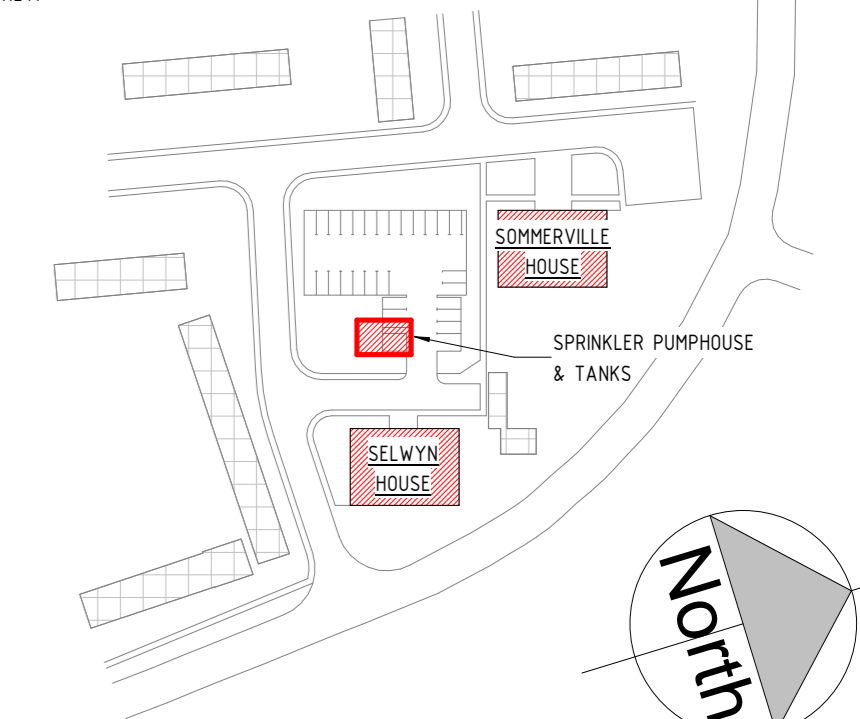 SOMMERVILLE
HOUSE
SPRINKLER PUMPHOUSE
& TANKS
SELWYN
HOUSE
North